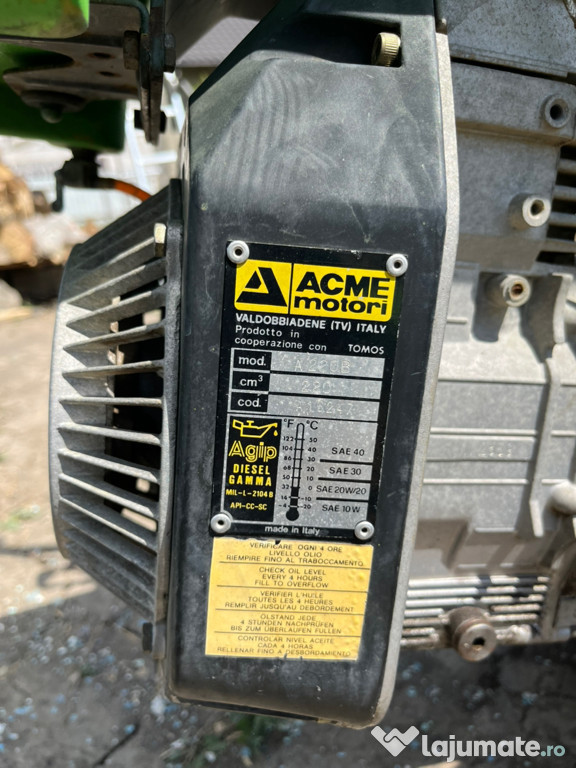 ACME
motori
VALDOBBIADENE (TV) ITALY
Prodotto in
cooperazione con TOMOS
mod.
cm³ 220
cod.
°F °C
122 50
104 40
86 30
68 20
50 10
32 0
14 -10
-4 -20
SAE 40
SAE 30
SAE 20W/20
SAE 10W
Agip
DIESEL
GAMMA
MIL-L-2104B
API-CC-SC
made in Italy
VERIFICARE OGNI 4 ORE
LIVELLO OLIO
RIEMPIRE FINO AL TRABOCCAMENTO.
CHECK OIL LEVEL
EVERY 4 HOURS
FILL TO OVERFLOW
VERIFIER L'HUILE
TOUTES LES 4 HEURES
REMPLIR JUSQU'AU DEBORDEMENT
ÖLSTAND JEDE
4 STUNDEN NACHPRÜFEN
BIS ZUM ÜBERLAUFEN FÜLLEN
CONTROLAR NIVEL ACEITE
CADA 4 HORAS
RELLENAR FINO A DESBORDAMIENTO
lajumate.ro